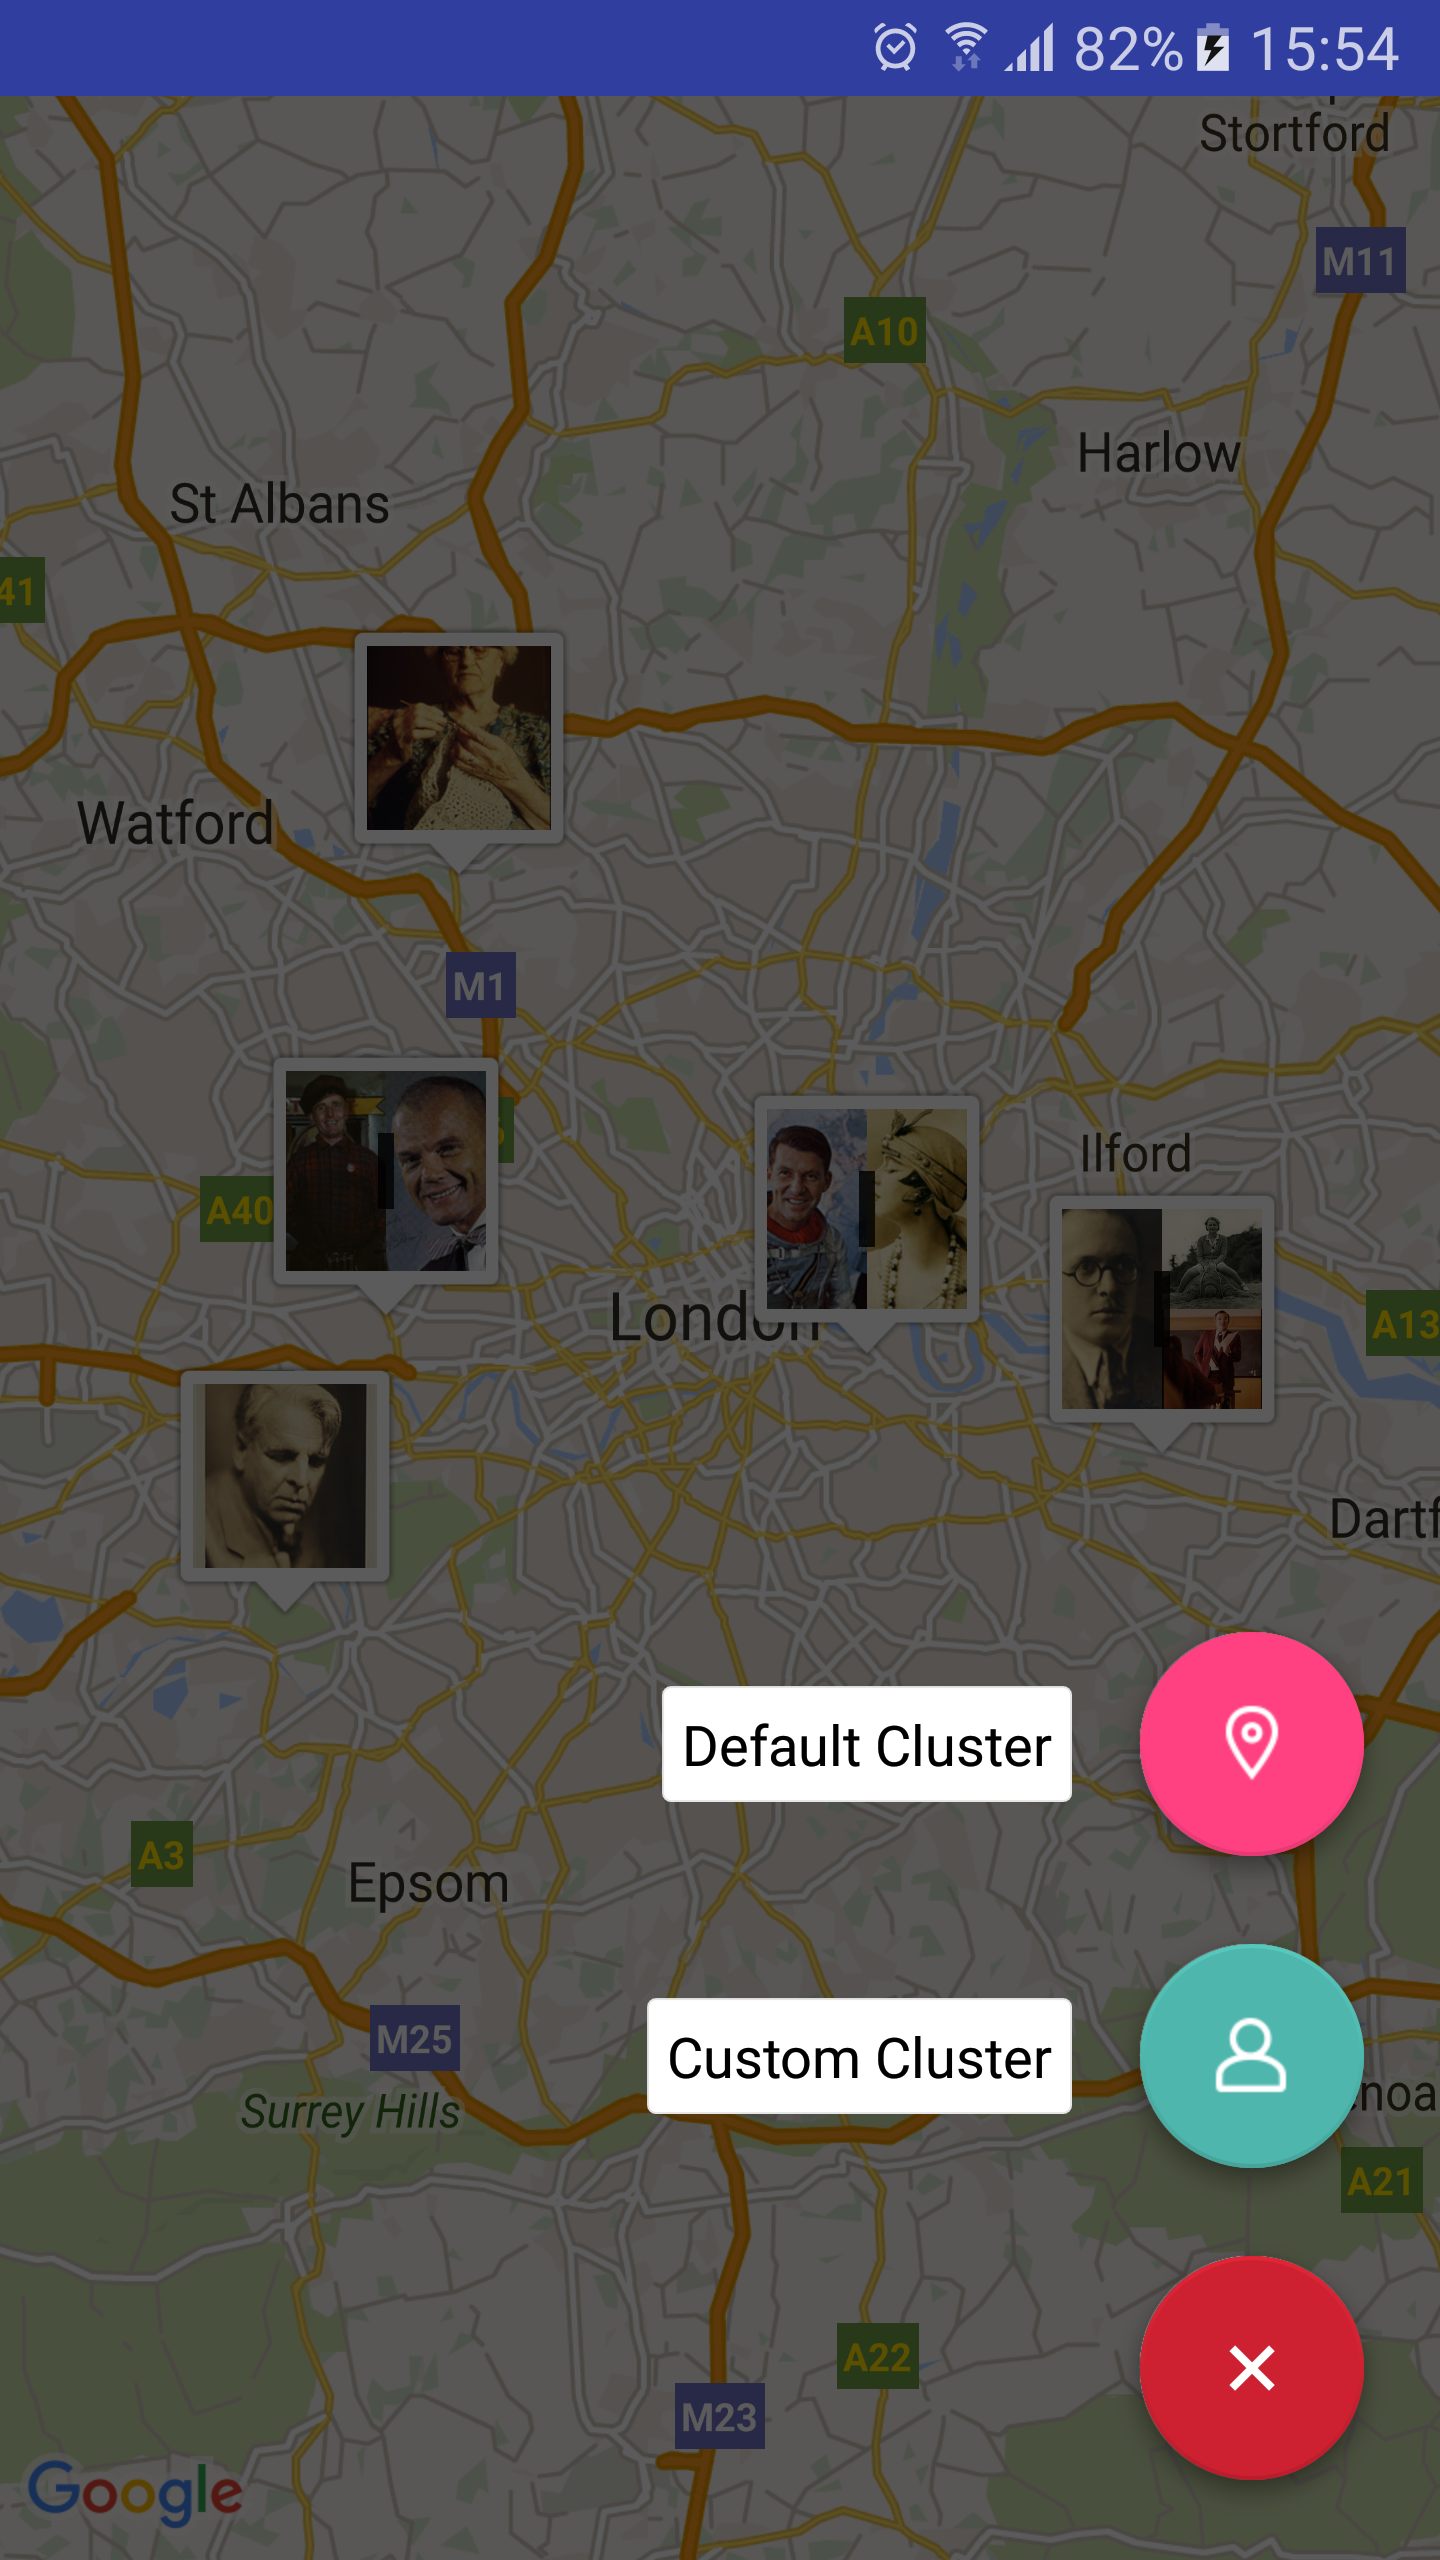 82% 15:54
Stortford
M11
A10
Harlow
St Albans
41
Watford
M1
Ilford
A40
London
A13
Dartf
Default Cluster
A3
Epsom
M25
Custom Cluster
noa
Surrey Hills
A21
A22
M23
Google